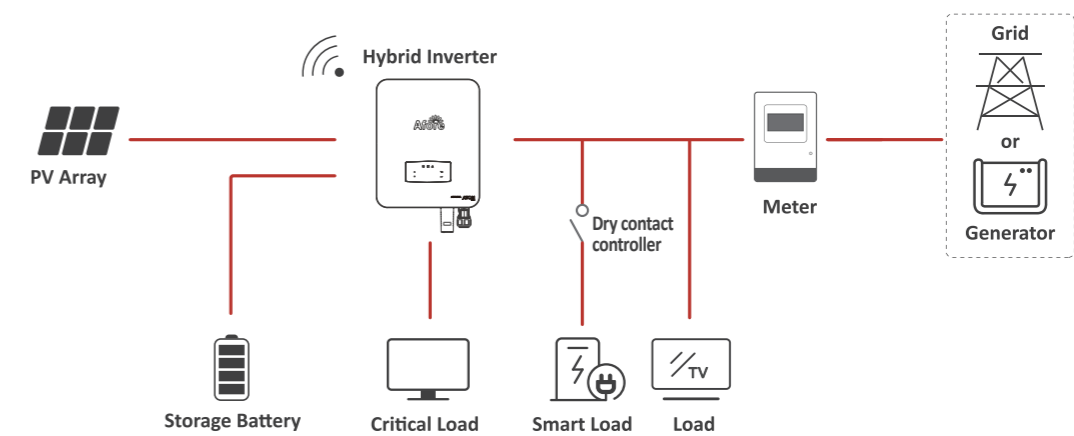 Hybrid Inverter
Grid
Afore
PV Array
or
Meter
Dry contact
controller
Generator
TV
Storage Battery
Critical Load
Smart Load
Load